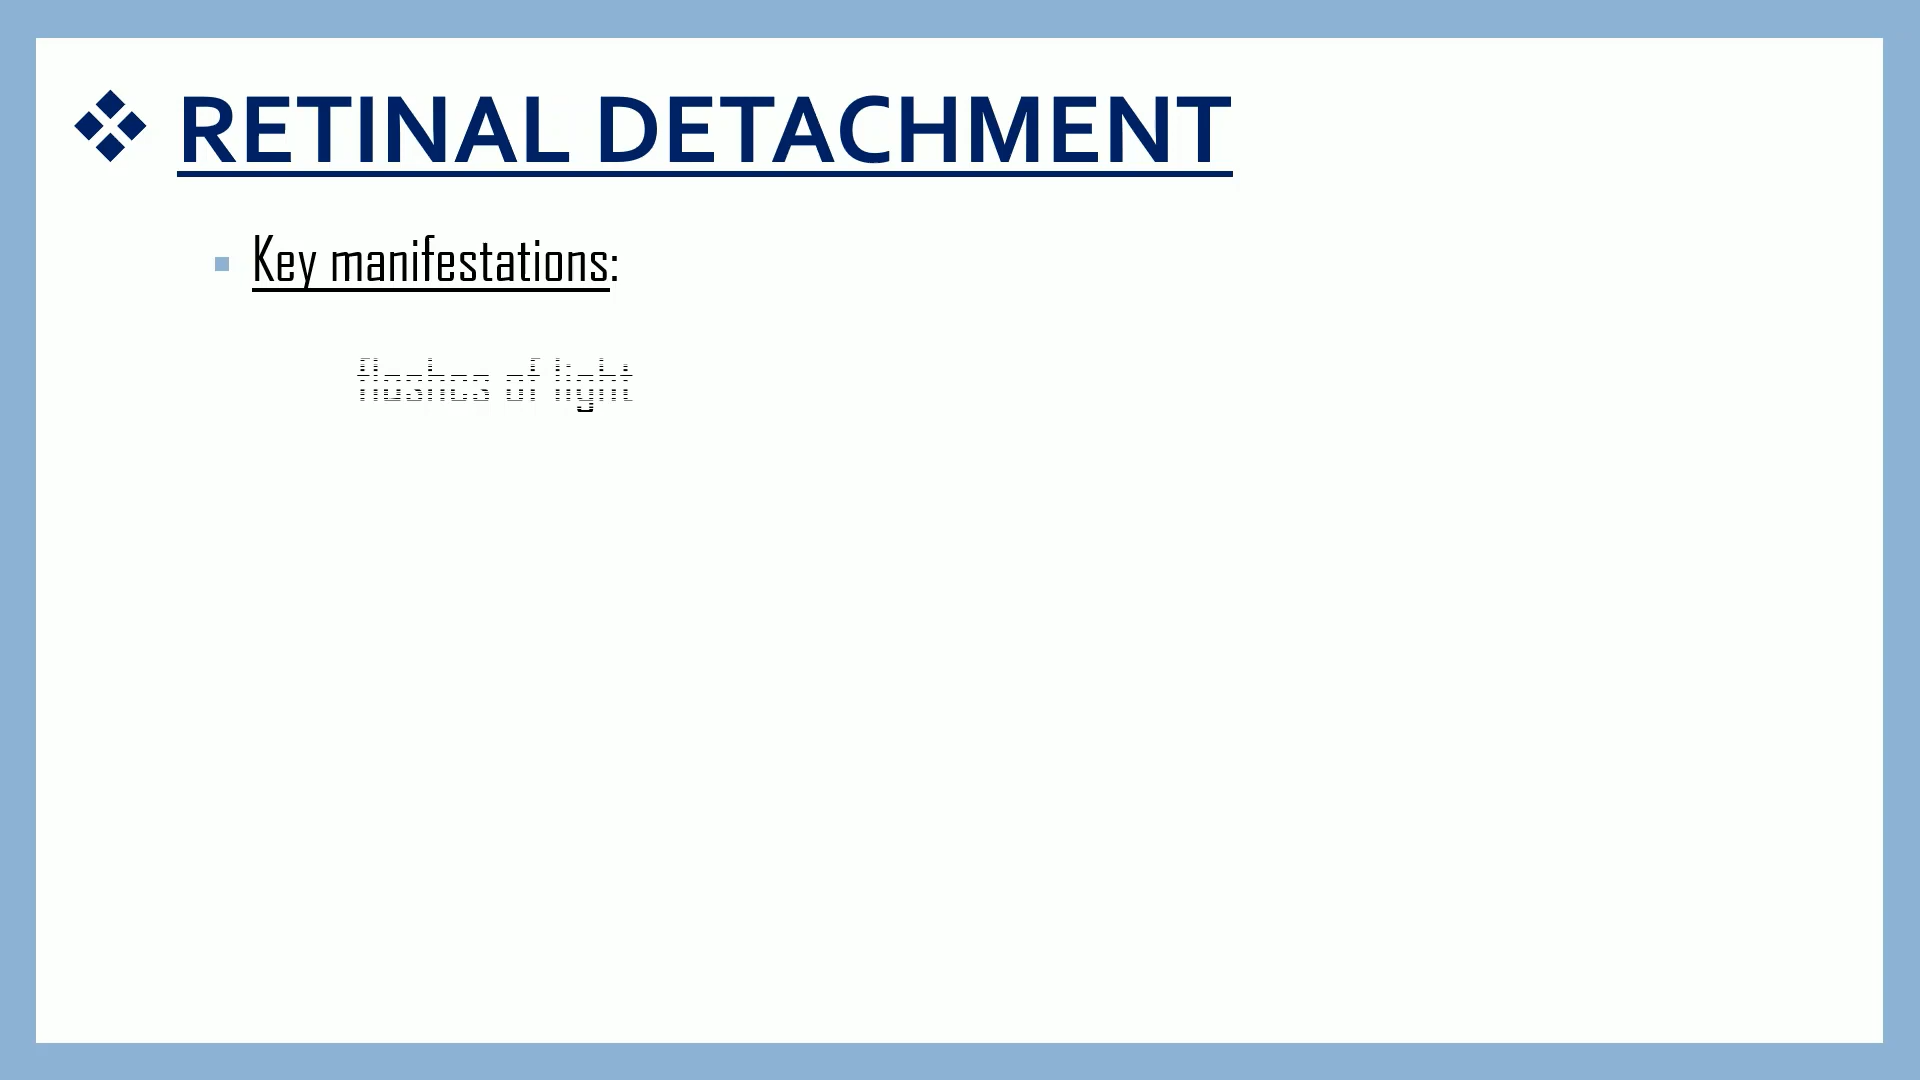 RETINAL DETACHMENT
Key manifestations:
flashes of light